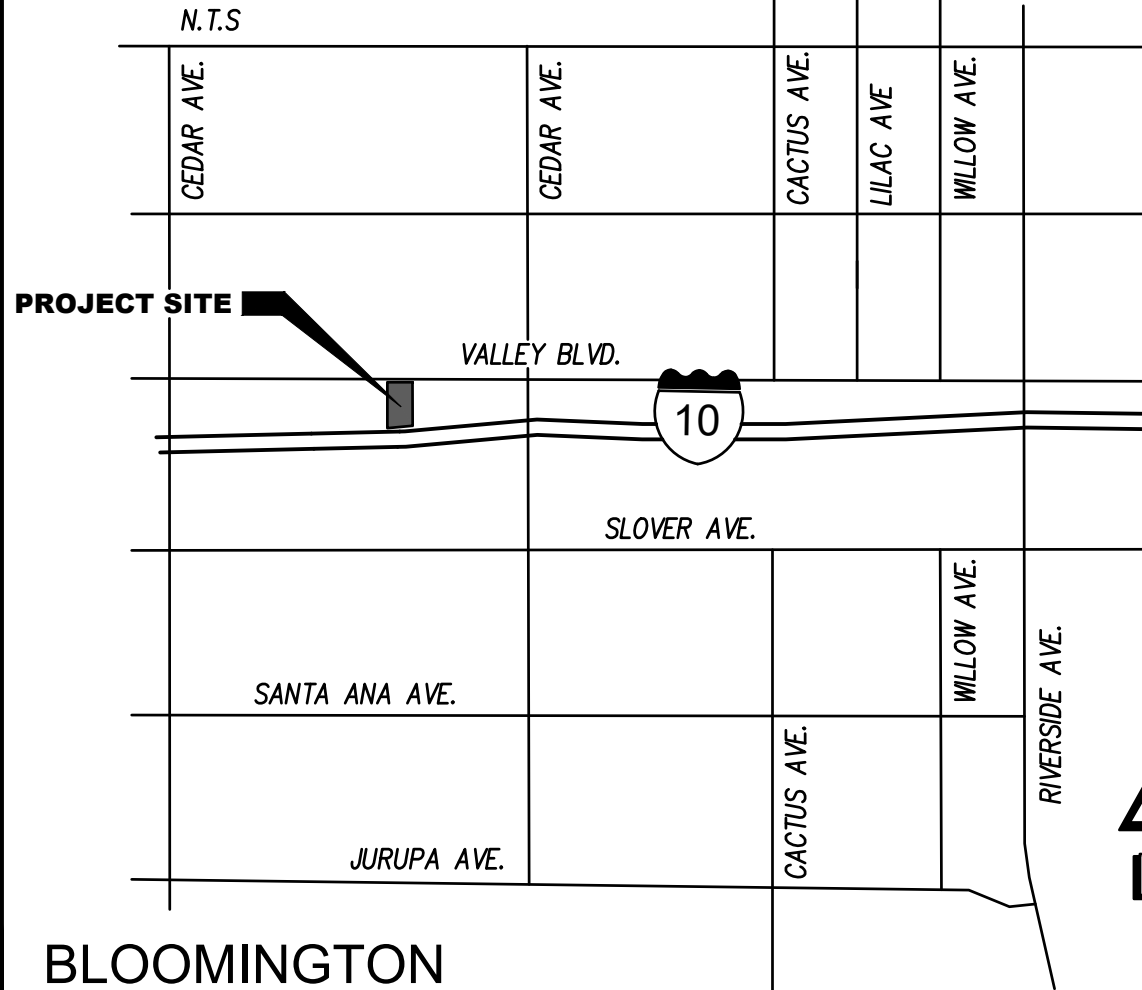 N.T.S
CEDAR AVE.
CEDAR AVE.
CACTUS AVE.
LILAC AVE
WILLOW AVE.
PROJECT SITE
VALLEY BLVD.
10
SLOVER AVE.
WILLOW AVE.
RIVERSIDE AVE.
SANTA ANA AVE.
CACTUS AVE.
JURUPA AVE.
BLOOMINGTON